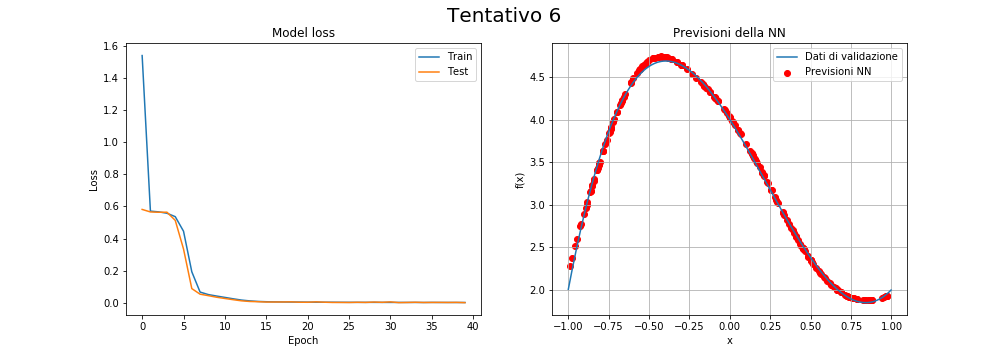 Tentativo 6
Model loss
Train
Test
1.6
1.4
1.2
1.0
0.8
0.6
0.4
0.2
0.0
Loss
0 5 10 15 20 25 30 35 40
Epoch
Previsioni della NN
Dati di validazione
Previsioni NN
4.5
4.0
3.5
3.0
2.5
2.0
f(x)
−1.00 −0.75 −0.50 −0.25 0.00 0.25 0.50 0.75 1.00
x